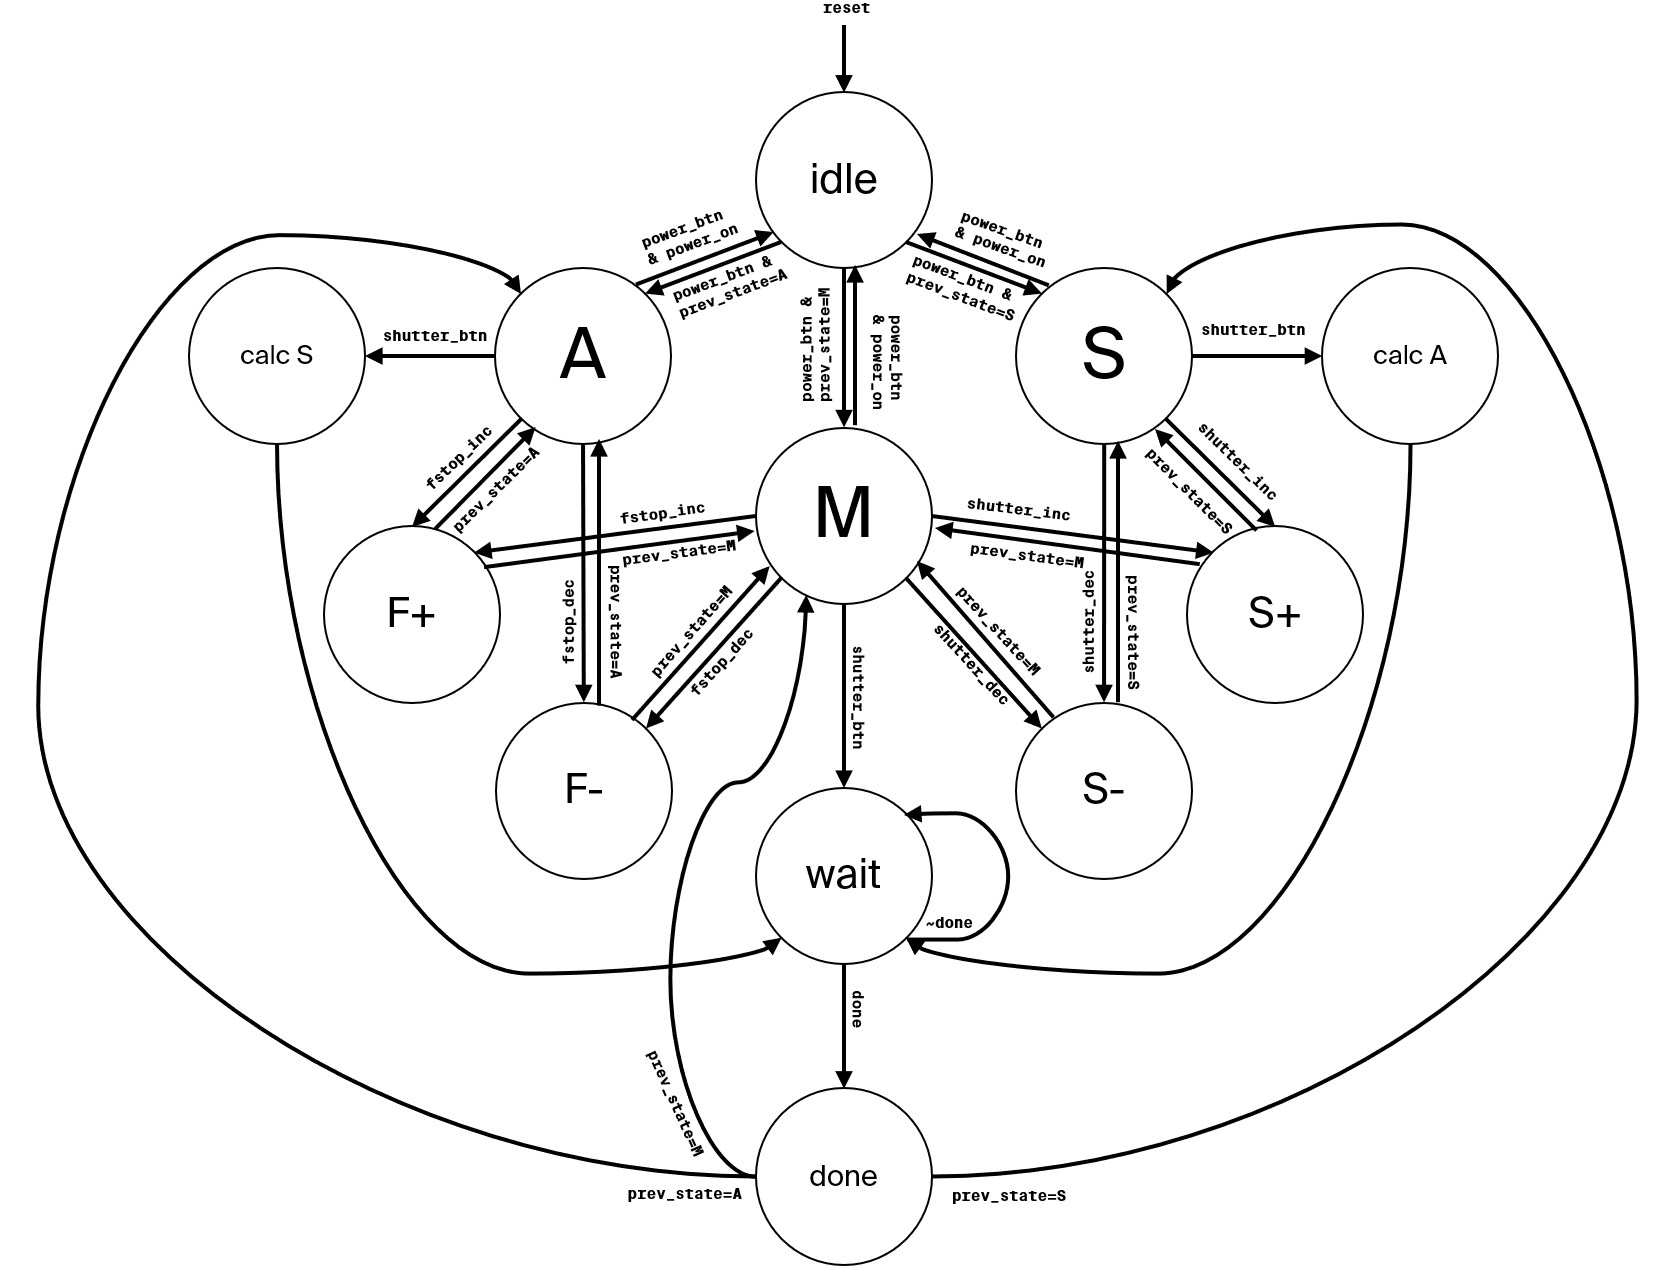 reset
idle
power_btn
& power_on
power_btn &
prev_state=A
power_btn
& power_on
power_btn &
prev_state=S
power_btn &
prev_state=M
power_btn
& power_on
calc S
shutter_btn
A
S
shutter_btn
calc A
fstop_inc
prev_state=A
shutter_inc
prev_state=S
M
fstop_inc
prev_state=M
shutter_inc
prev_state=M
F+
fstop_dec
prev_state=A
prev_state=M
fstop_dec
shutter_btn
prev_state=M
shutter_dec
shutter_dec
prev_state=S
S+
F-
S-
wait
~done
done
prev_state=M
done
prev_state=A
prev_state=S